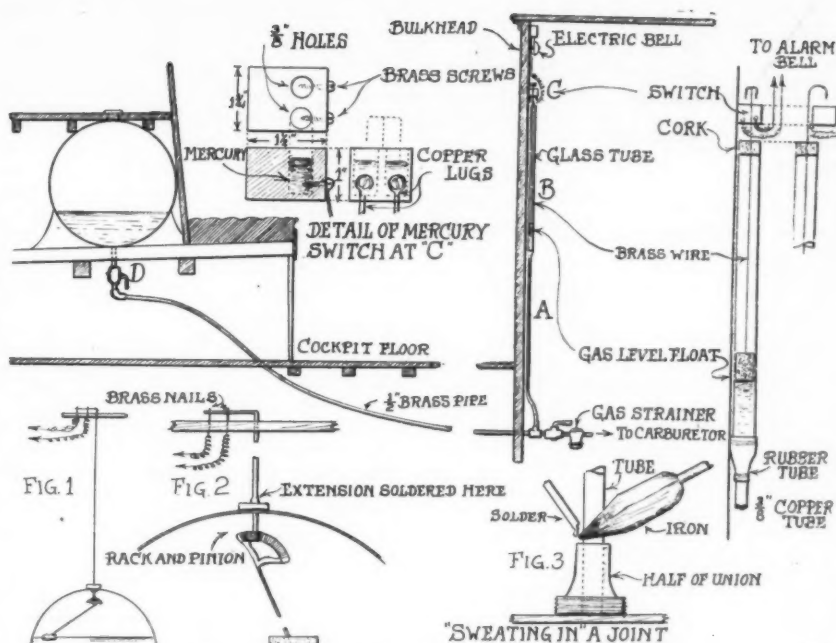 3/8" HOLES
BRASS SCREWS
1 1/4"
1 1/2"
MERCURY
1"
COPPER
LUGS
DETAIL OF MERCURY
SWITCH AT "C"
D
COCKPIT FLOOR
1/2" BRASS PIPE
BULKHEAD
ELECTRIC BELL
C
GLASS TUBE
B
BRASS WIRE
A
GAS LEVEL FLOAT
GAS STRAINER
TO CARBURETOR
TO ALARM
BELL
SWITCH
CORK
RUBBER
TUBE
3/8" COPPER
TUBE
BRASS NAILS
FIG. 1
FIG. 2
EXTENSION SOLDERED HERE
RACK AND PINION
TUBE
SOLDER
IRON
FIG. 3
HALF OF UNION
"SWEATING IN" A JOINT